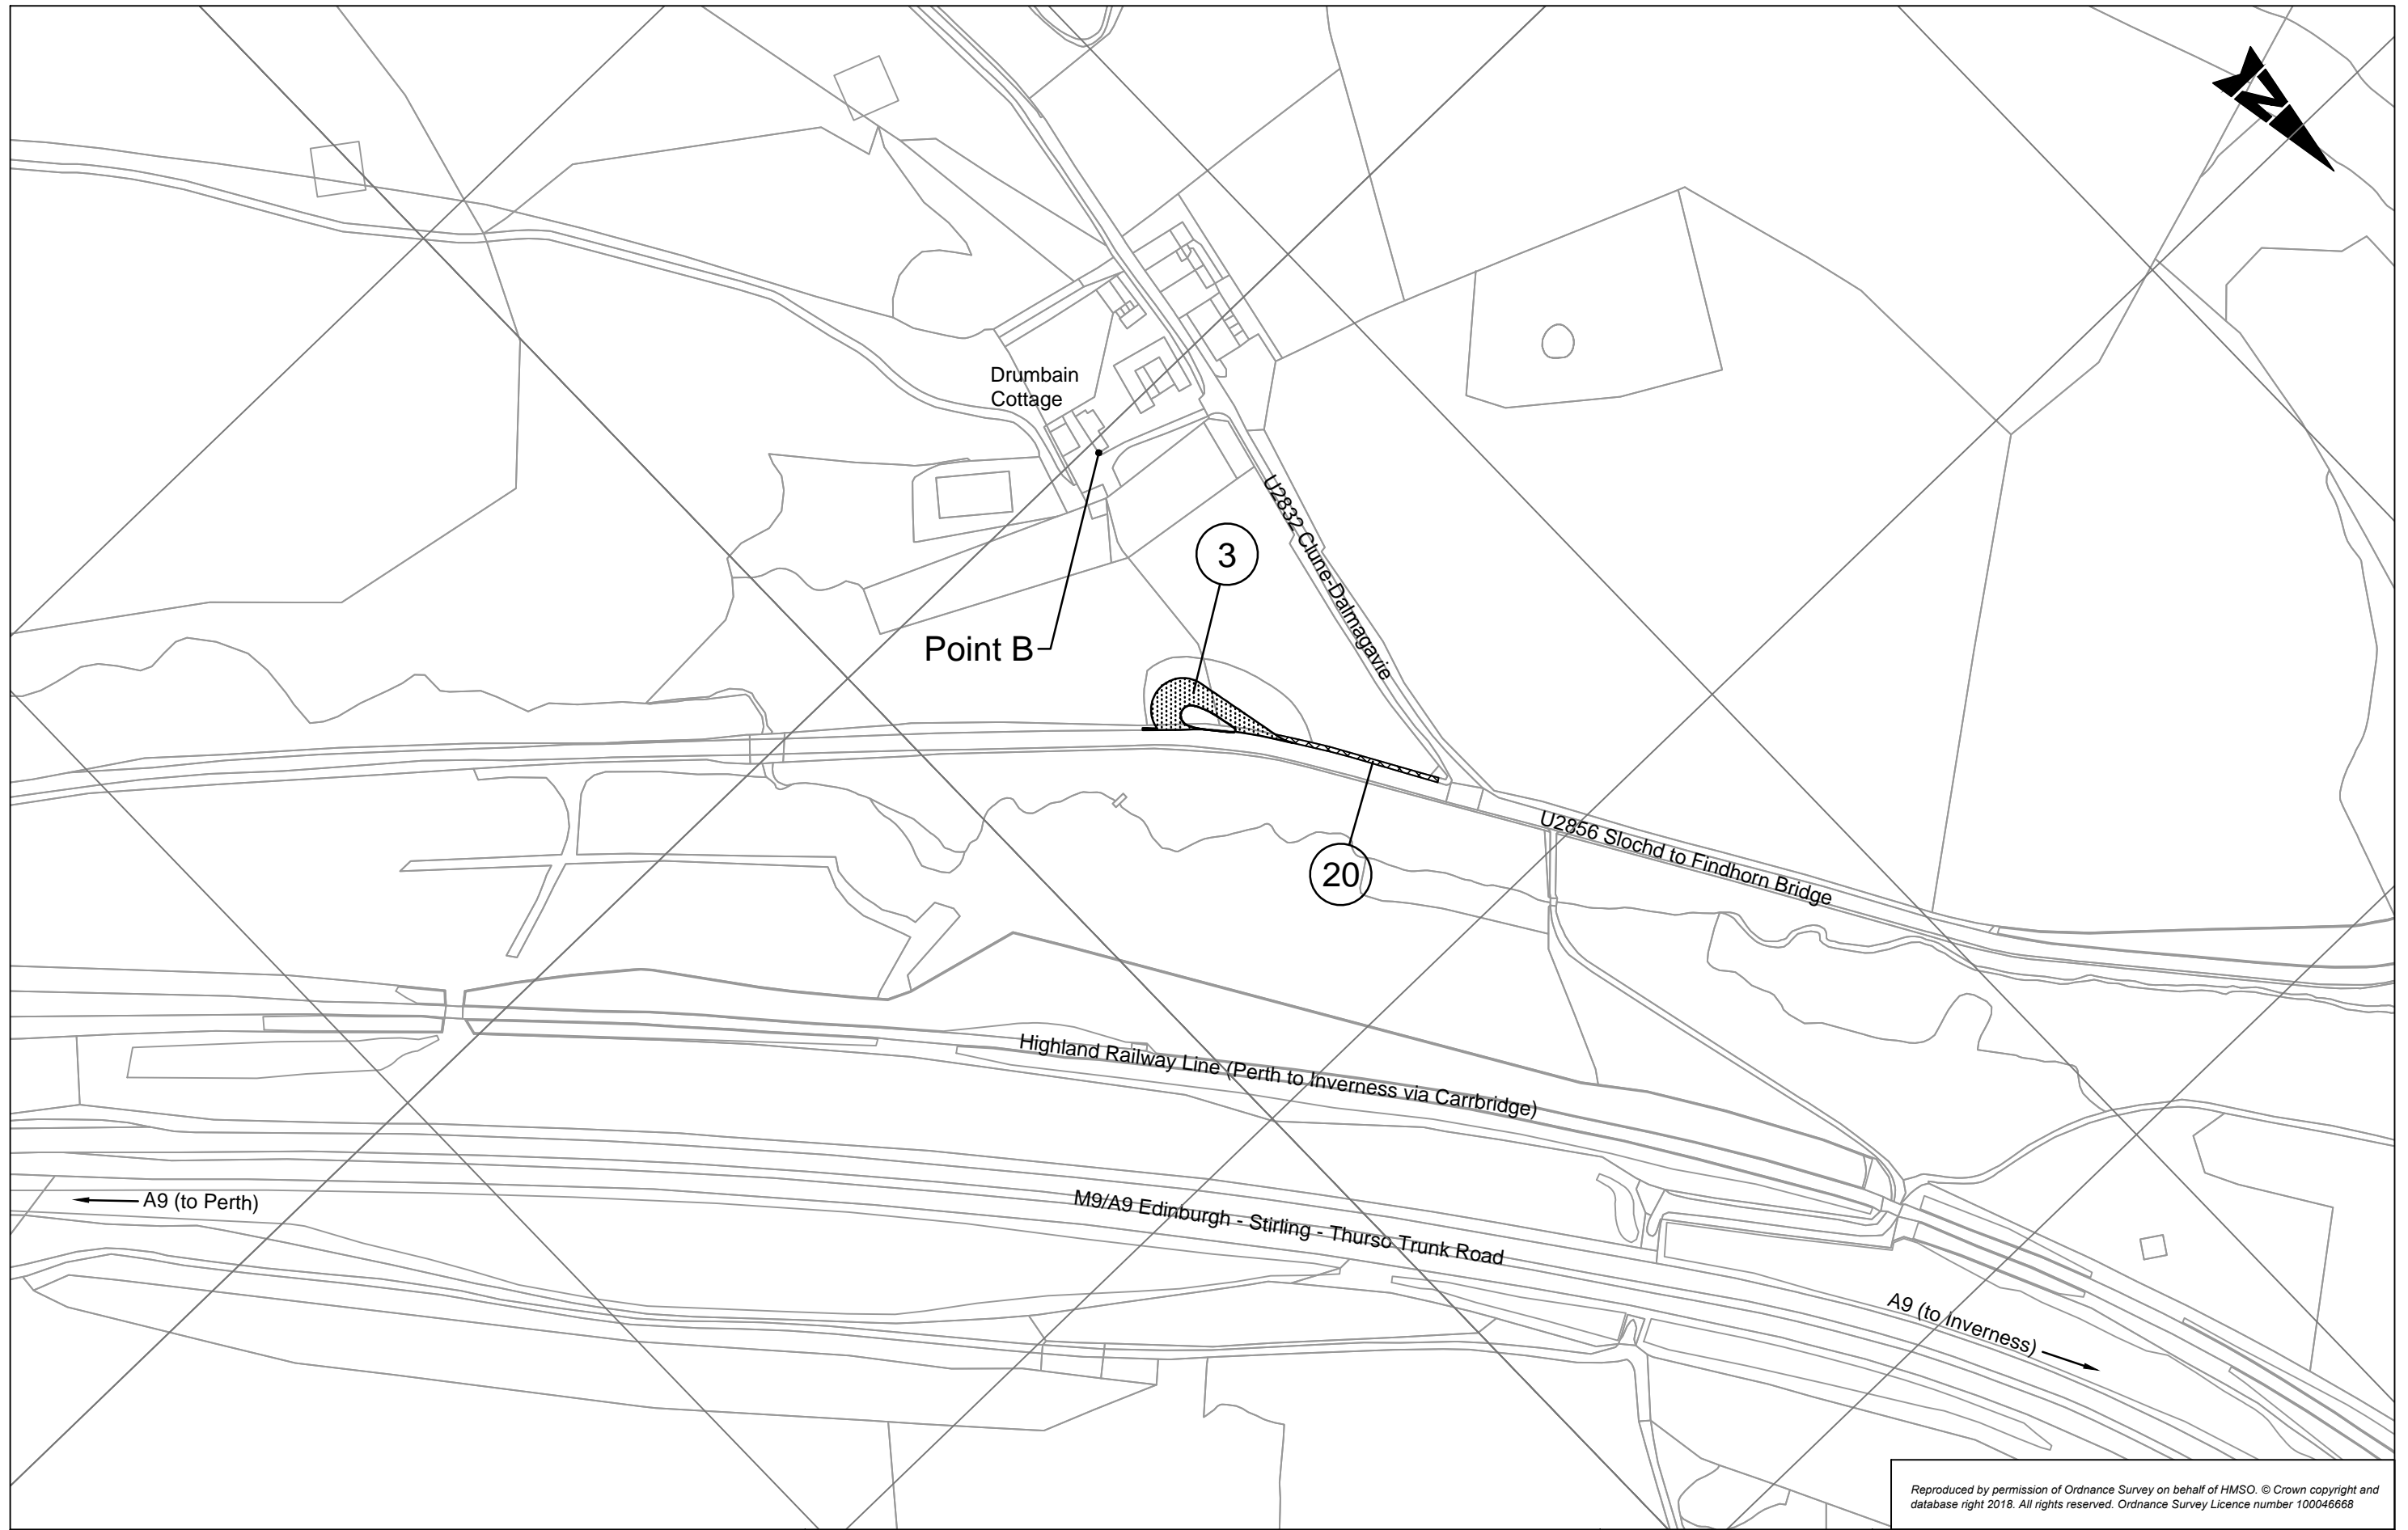 N
Drumbain
Cottage
U2832 Clune-Dalmagavie
3
Point B
U2856 Slochd to Findhorn Bridge
20
Highland Railway Line (Perth to Inverness via Carrbridge)
A9 (to Perth)
M9/A9 Edinburgh - Stirling - Thurso Trunk Road
A9 (to Inverness)
Reproduced by permission of Ordnance Survey on behalf of HMSO. © Crown copyright and
database right 2018. All rights reserved. Ordnance Survey Licence number 100046668